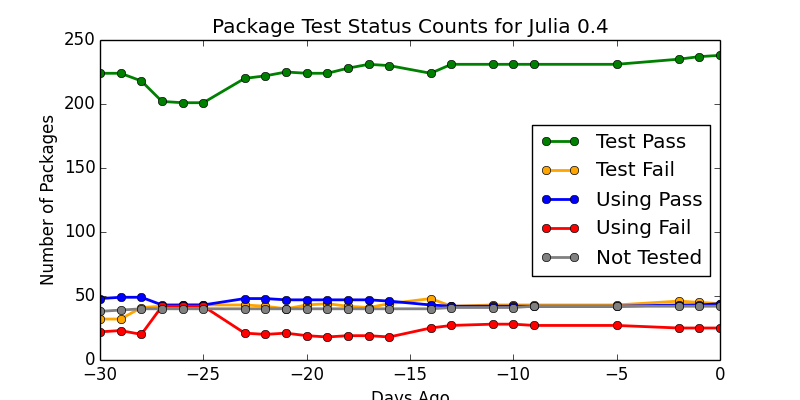 Package Test Status Counts for Julia 0.4
250
200
150
100
50
0
Number of Packages
Test Pass
Test Fail
Using Pass
Using Fail
Not Tested
−30 −25 −20 −15 −10 −5 0
Days Ago